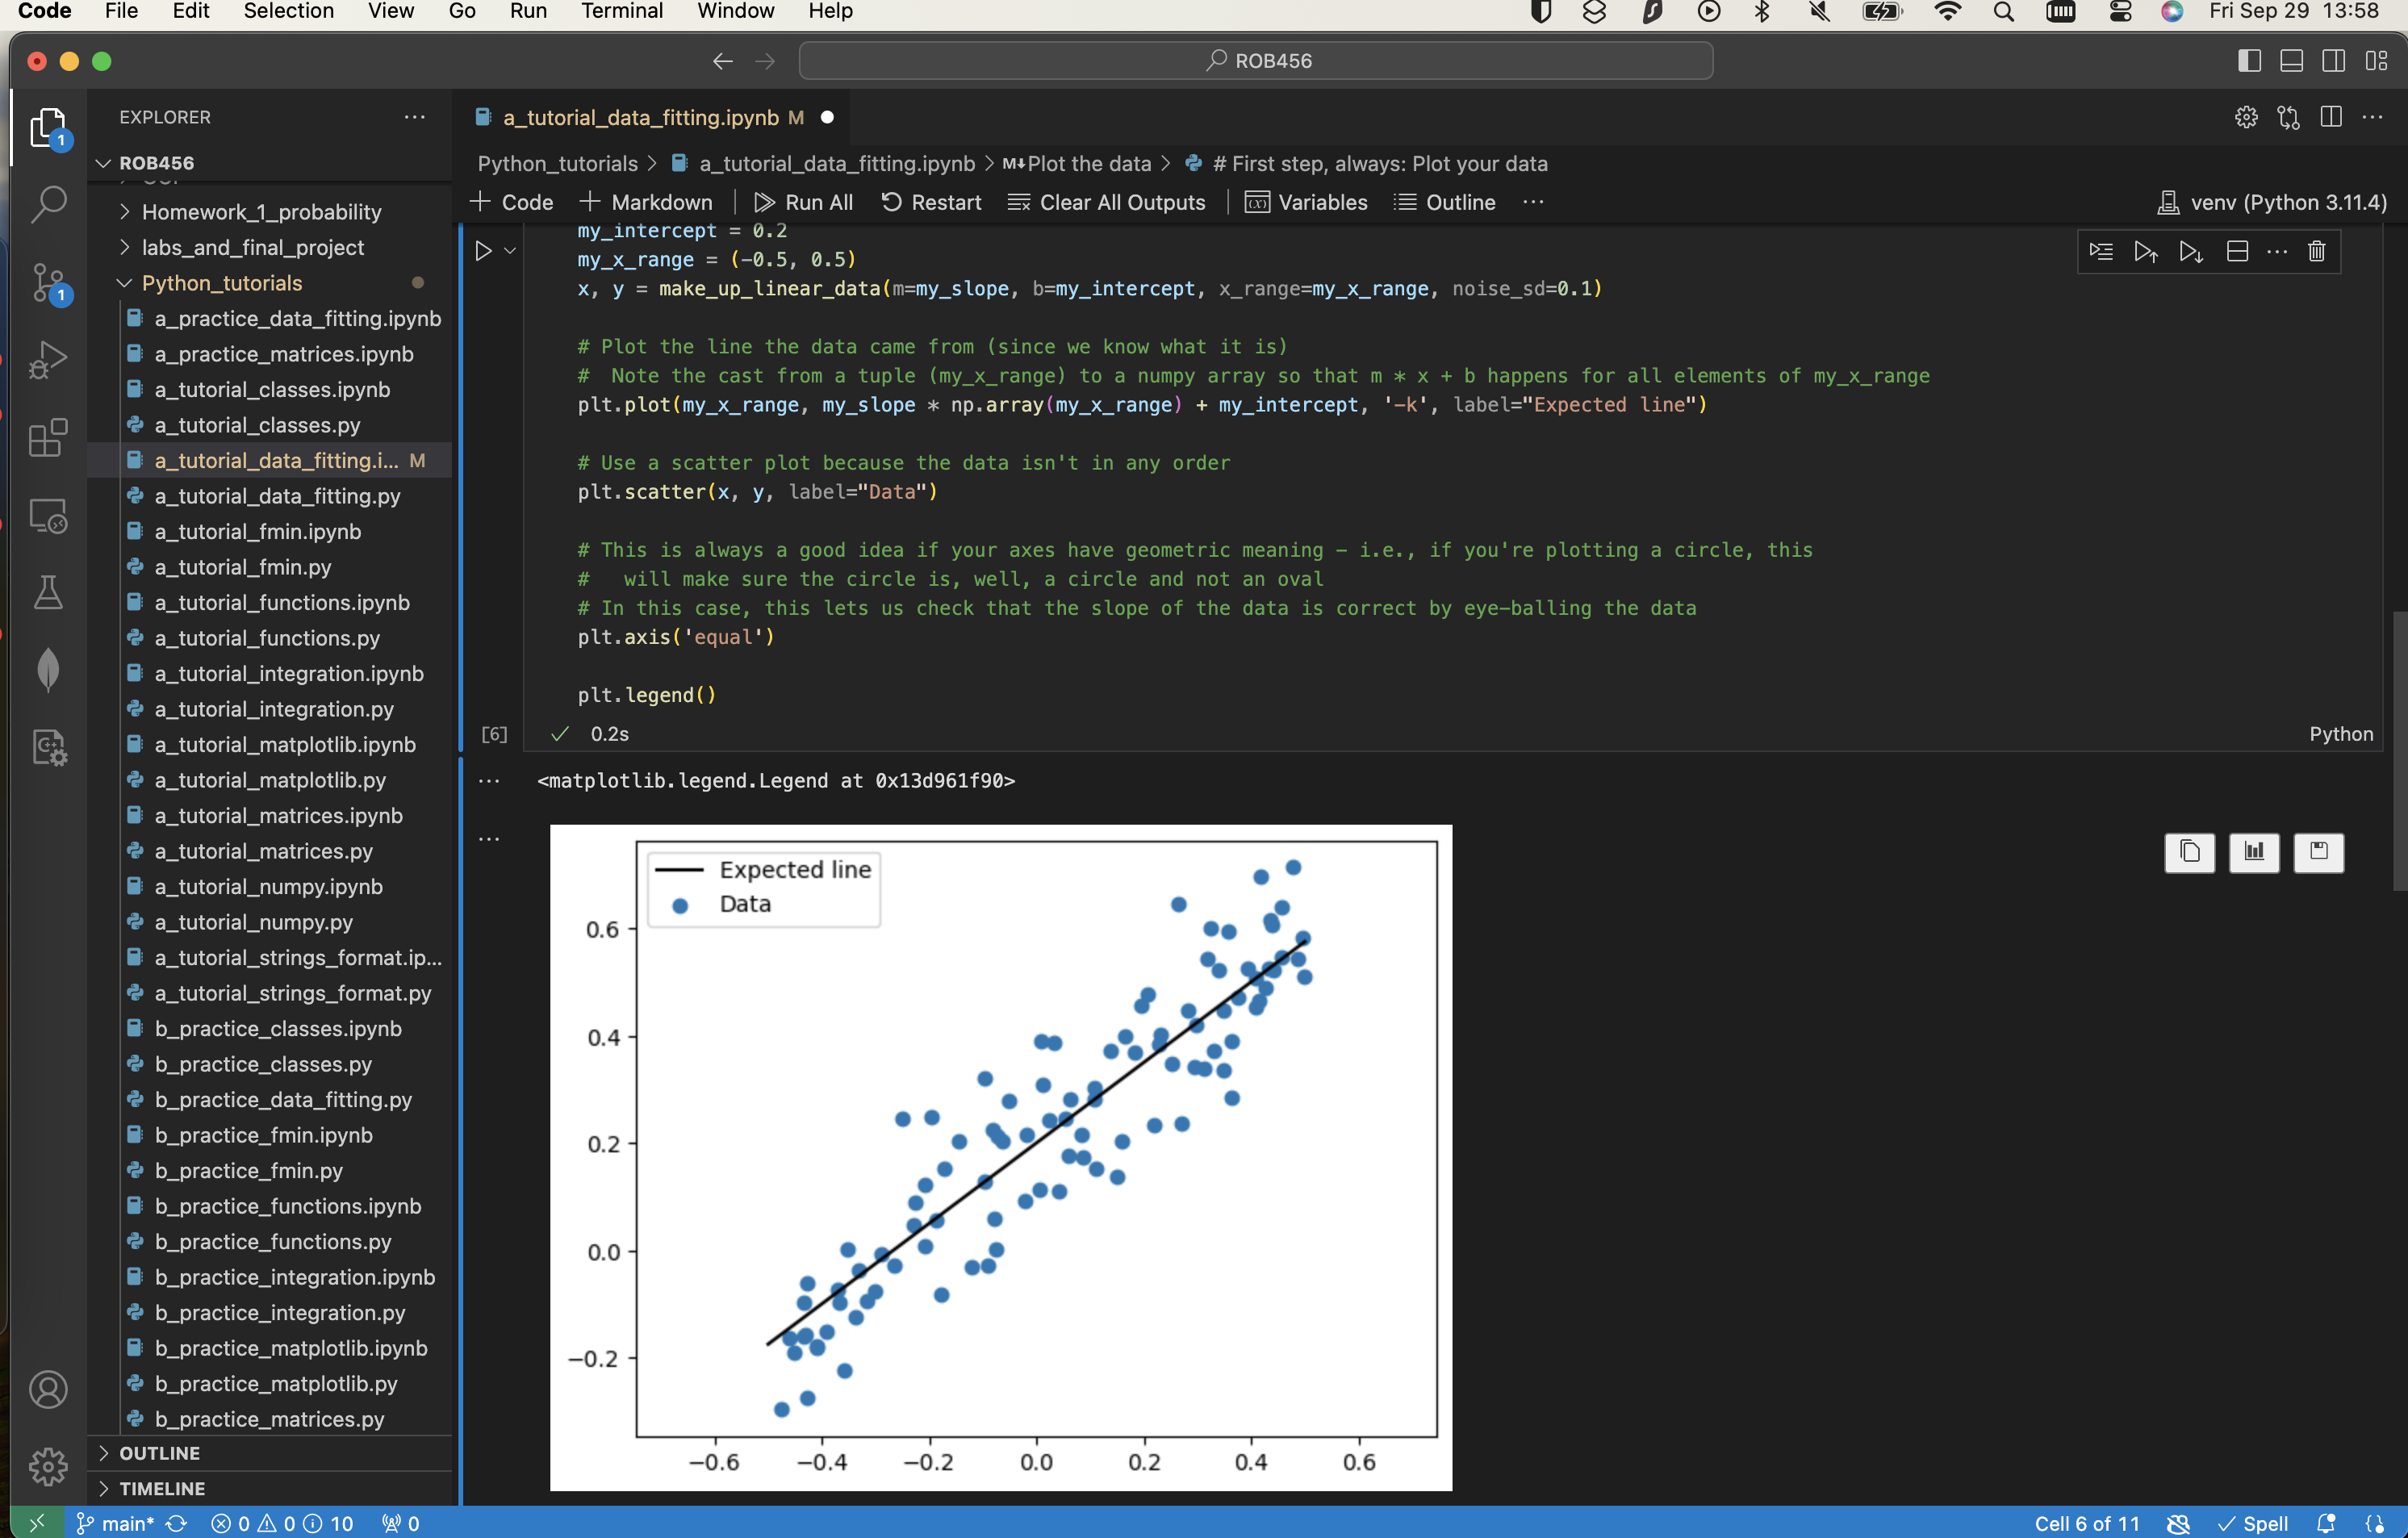 Code File Edit Selection View Go Run Terminal Window Help Fri Sep 29 13:58
ROB456
EXPLORER
ROB456
Homework_1_probability
labs_and_final_project
Python_tutorials
a_practice_data_fitting.ipynb
a_practice_matrices.ipynb
a_tutorial_classes.ipynb
a_tutorial_classes.py
a_tutorial_data_fitting.i... M
a_tutorial_data_fitting.py
a_tutorial_fmin.ipynb
a_tutorial_fmin.py
a_tutorial_functions.ipynb
a_tutorial_functions.py
a_tutorial_integration.ipynb
a_tutorial_integration.py
a_tutorial_matplotlib.ipynb
a_tutorial_matplotlib.py
a_tutorial_matrices.ipynb
a_tutorial_matrices.py
a_tutorial_numpy.ipynb
a_tutorial_numpy.py
a_tutorial_strings_format.ip...
a_tutorial_strings_format.py
b_practice_classes.ipynb
b_practice_classes.py
b_practice_data_fitting.py
b_practice_fmin.ipynb
b_practice_fmin.py
b_practice_functions.ipynb
b_practice_functions.py
b_practice_integration.ipynb
b_practice_integration.py
b_practice_matplotlib.ipynb
b_practice_matplotlib.py
b_practice_matrices.py
OUTLINE
TIMELINE
1
1
a_tutorial_data_fitting.ipynb M
Python_tutorials > a_tutorial_data_fitting.ipynb > M↓Plot the data > # First step, always: Plot your data
+ Code + Markdown Run All Restart Clear All Outputs Variables Outline ... venv (Python 3.11.4)
my_intercept = 0.2
my_x_range = (-0.5, 0.5)
x, y = make_up_linear_data(m=my_slope, b=my_intercept, x_range=my_x_range, noise_sd=0.1)
# Plot the line the data came from (since we know what it is)
#  Note the cast from a tuple (my_x_range) to a numpy array so that m * x + b happens for all elements of my_x_range
plt.plot(my_x_range, my_slope * np.array(my_x_range) + my_intercept, '-k', label="Expected line")
# Use a scatter plot because the data isn't in any order
plt.scatter(x, y, label="Data")
# This is always a good idea if your axes have geometric meaning - i.e., if you're plotting a circle, this
#   will make sure the circle is, well, a circle and not an oval
# In this case, this lets us check that the slope of the data is correct by eye-balling the data
plt.axis('equal')
plt.legend()
[6] 0.2s Python
<matplotlib.legend.Legend at 0x13d961f90>
Expected line
Data
0.6
0.4
0.2
0.0
−0.2
−0.6 −0.4 −0.2 0.0 0.2 0.4 0.6
main* 0 0 10 0 Cell 6 of 11 Spell